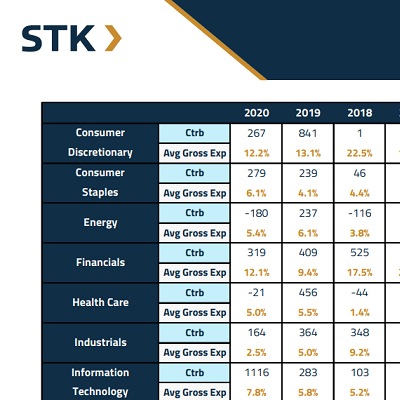 STK
2020 2019 2018
Consumer Discretionary Ctrb 267 841 1
Avg Gross Exp 12.2% 13.1% 22.5%
Consumer Staples Ctrb 279 239 46
Avg Gross Exp 6.1% 4.1% 4.4%
Energy Ctrb -180 237 -116
Avg Gross Exp 5.4% 6.1% 3.8%
Financials Ctrb 319 409 525
Avg Gross Exp 12.1% 9.4% 17.5%
Health Care Ctrb -21 456 -44
Avg Gross Exp 5.0% 5.5% 1.4%
Industrials Ctrb 164 364 348
Avg Gross Exp 2.5% 5.0% 9.2%
Information Technology Ctrb 1116 283 103
Avg Gross Exp 7.8% 5.8% 5.2%